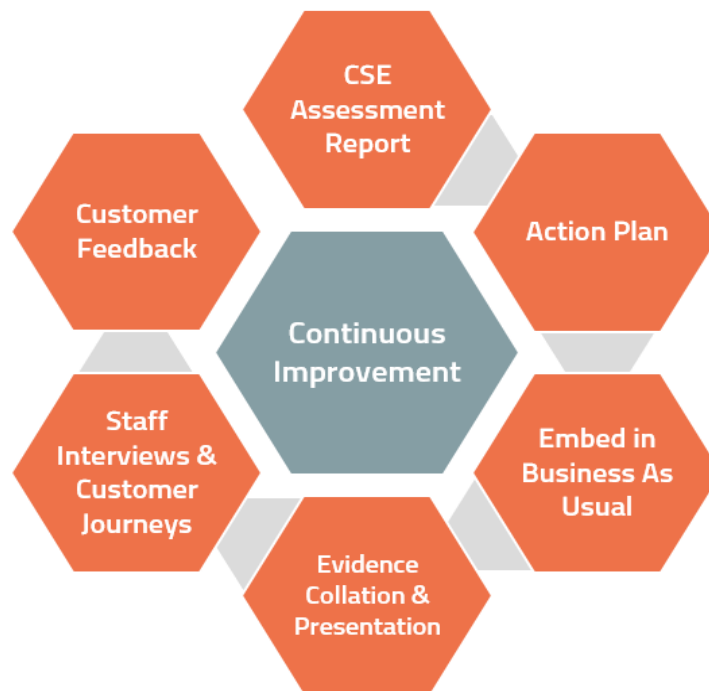 CSE
Assessment
Report
Customer
Feedback
Action Plan
Continuous
Improvement
Staff
Interviews &
Customer
Journeys
Embed in
Business As
Usual
Evidence
Collation &
Presentation